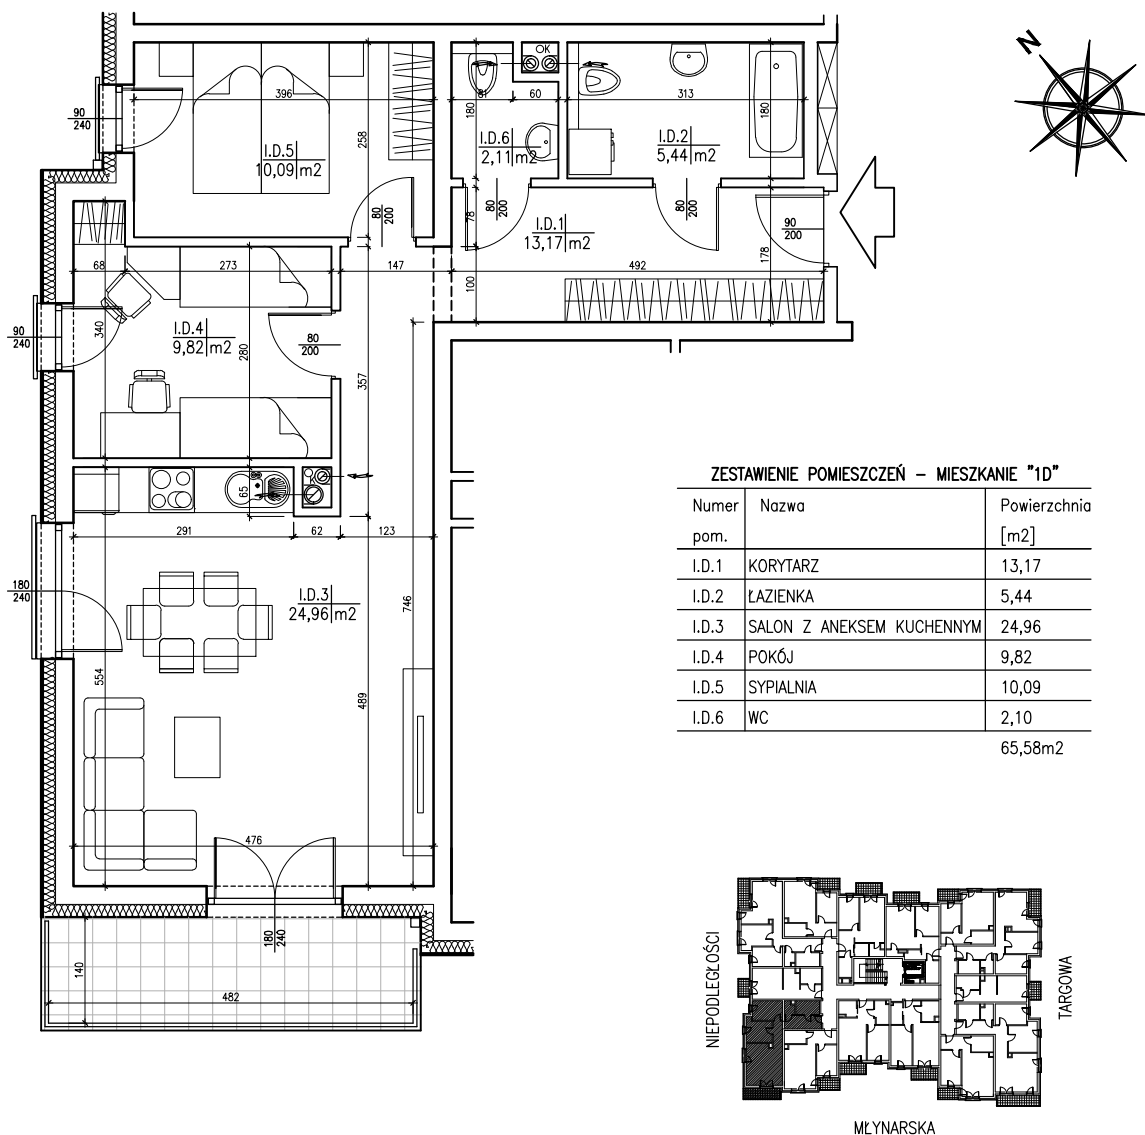 N
OK
396
81
60
313
90
240
258
180
180
I.D.5
10,09 m2
I.D.6
2,11 m2
I.D.2
5,44 m2
80
200
78
80
200
I.D.1
13,17 m2
80
200
90
200
178
68
273
147
492
100
340
90
240
I.D.4
9,82 m2
280
80
200
357
65
291
62
123
180
240
I.D.3
24,96 m2
746
554
489
476
180
240
140
482
ZESTAWIENIE POMIESZCZEŃ – MIESZKANIE "1D"
Numer pom. Nazwa Powierzchnia [m2]
I.D.1 KORYTARZ 13,17
I.D.2 ŁAZIENKA 5,44
I.D.3 SALON Z ANEKSEM KUCHENNYM 24,96
I.D.4 POKÓJ 9,82
I.D.5 SYPIALNIA 10,09
I.D.6 WC 2,10
65,58m2
NIEPODLEGŁOŚCI
TARGOWA
MŁYNARSKA